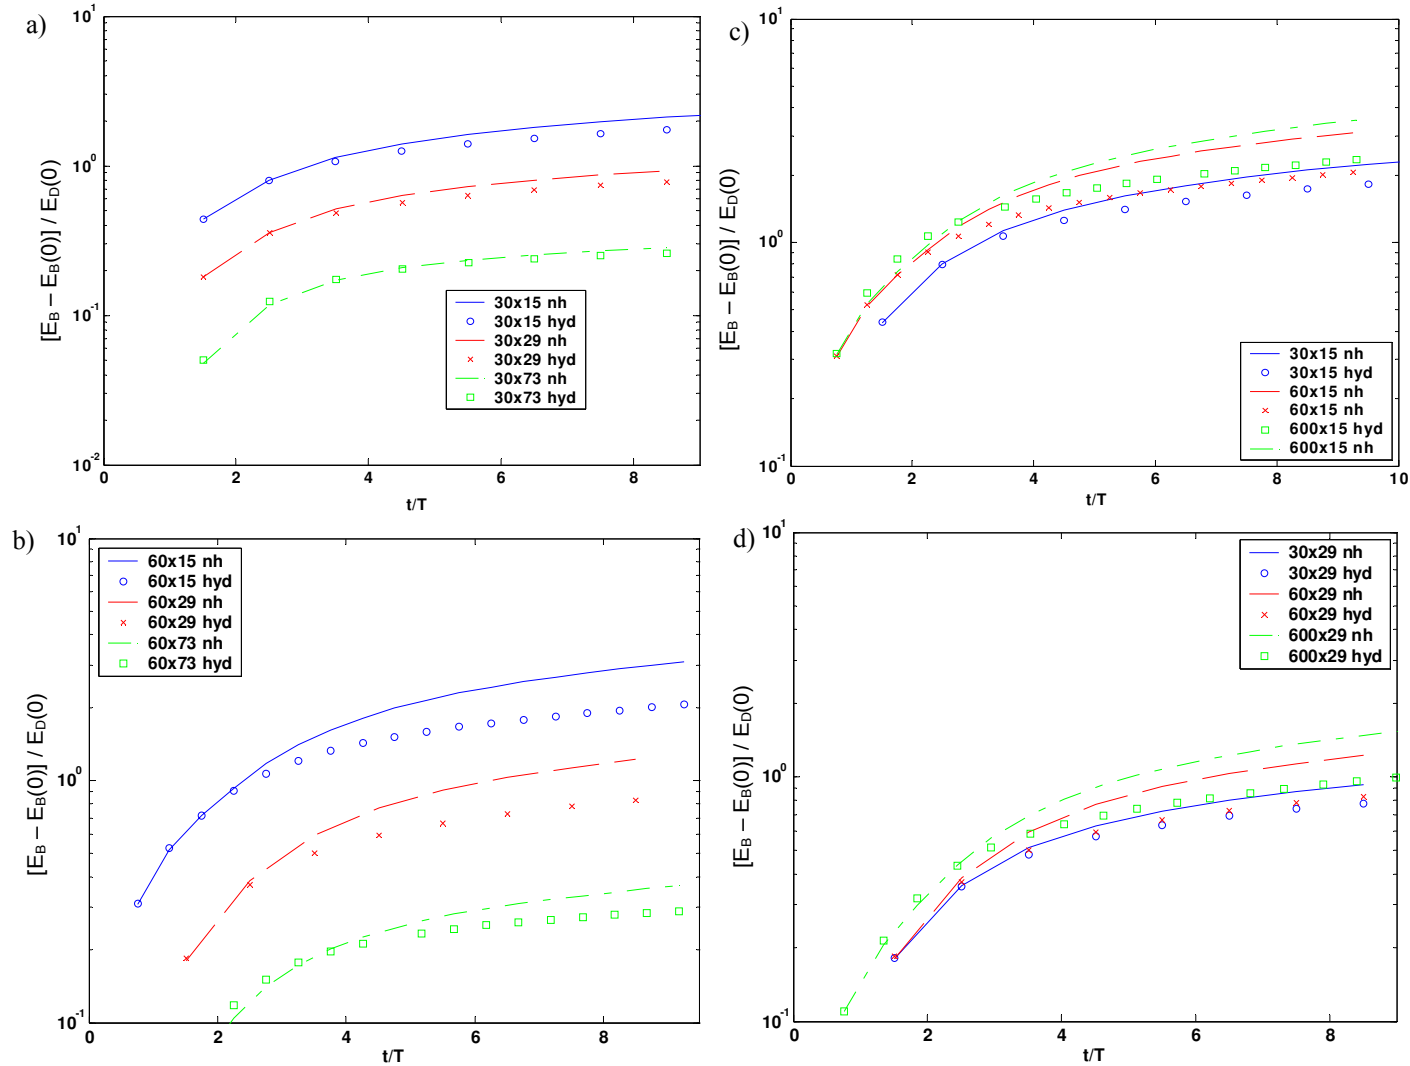 a)
10^1
10^0
10^-1
10^-2
[E_B – E_B(0)] / E_D(0)
0 2 4 6 8
t/T
30x15 nh
30x15 hyd
30x29 nh
30x29 hyd
30x73 nh
30x73 hyd
c)
10^1
10^0
10^-1
[E_B – E_B(0)] / E_D(0)
0 2 4 6 8 10
t/T
30x15 nh
30x15 hyd
60x15 nh
60x15 nh
600x15 hyd
600x15 nh
b)
10^1
10^0
10^-1
[E_B – E_B(0)] / E_D(0)
0 2 4 6 8
t/T
60x15 nh
60x15 hyd
60x29 nh
60x29 hyd
60x73 nh
60x73 hyd
d)
10^1
10^0
10^-1
[E_B – E_B(0)] / E_D(0)
0 2 4 6 8
t/T
30x29 nh
30x29 hyd
60x29 nh
60x29 hyd
600x29 nh
600x29 hyd